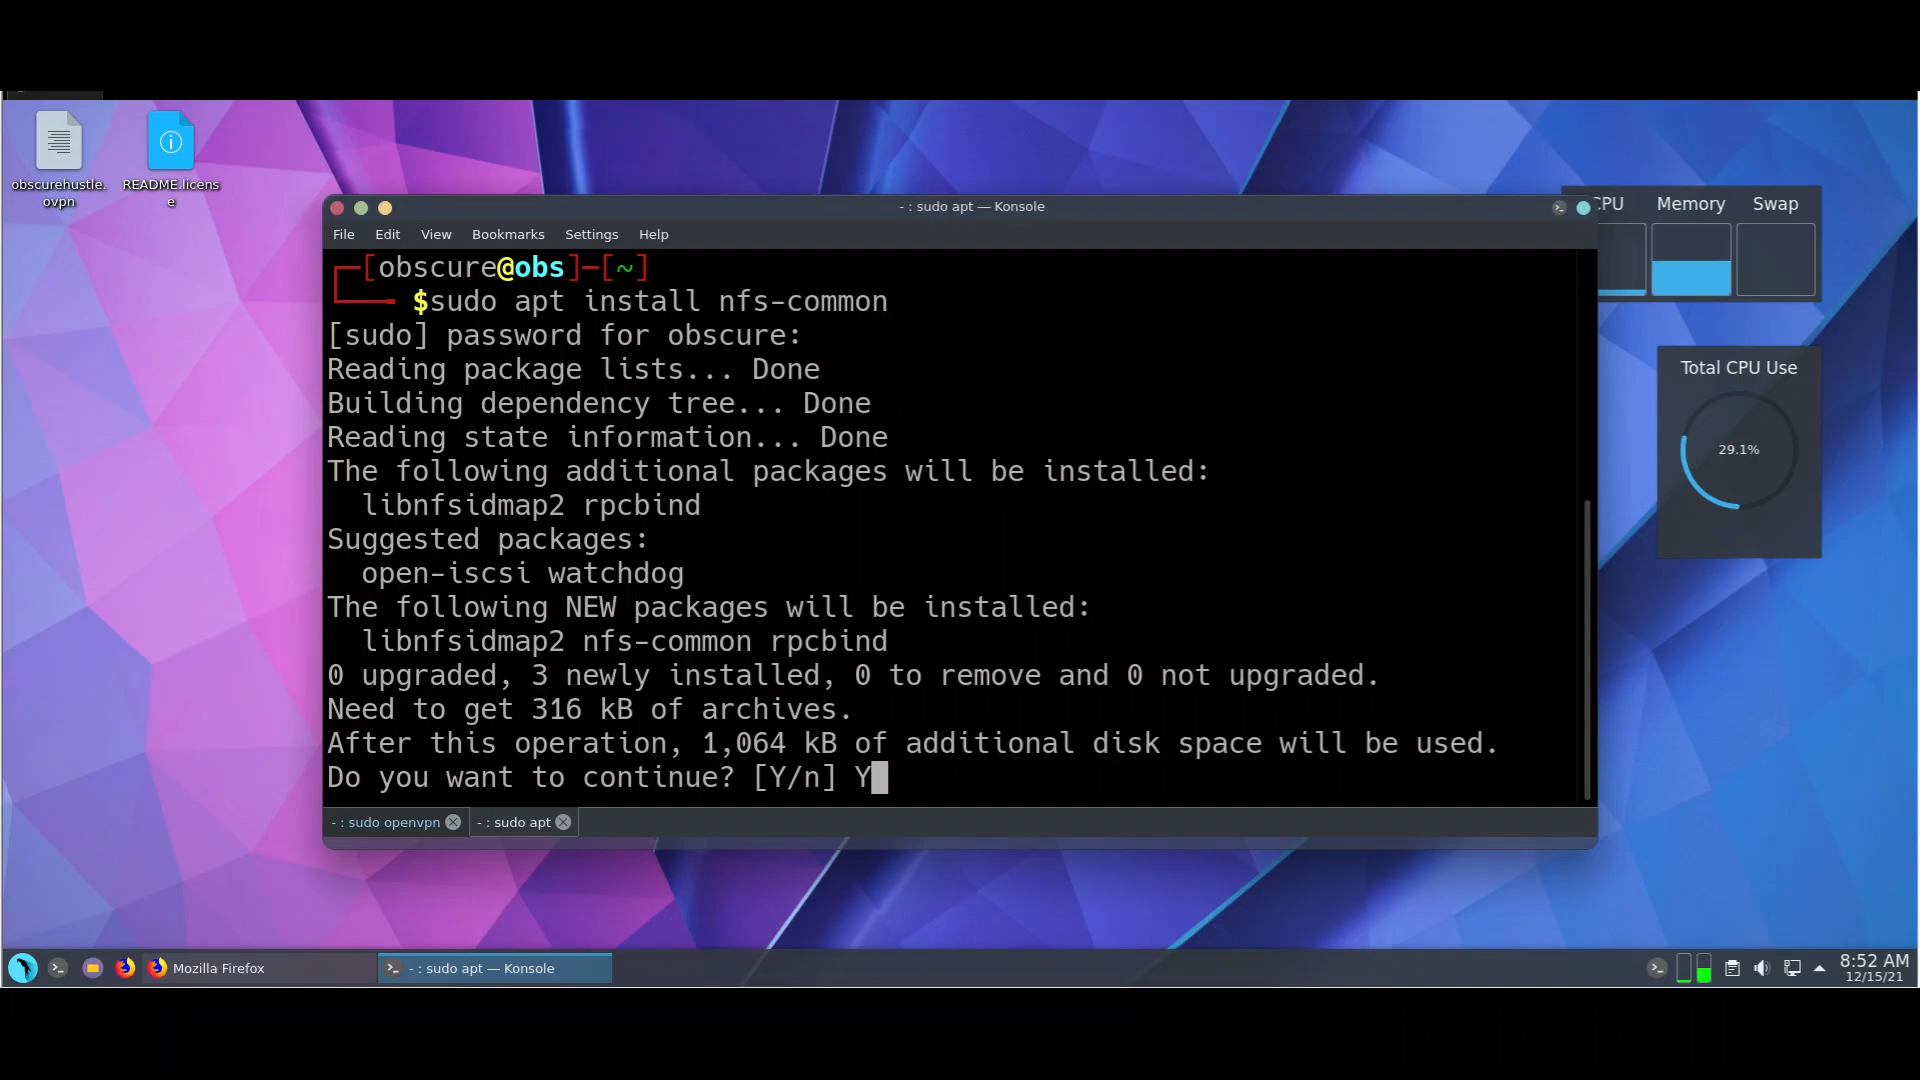 obscurehustle.
ovpn
README.licens
e
- : sudo apt — Konsole
File Edit View Bookmarks Settings Help
[obscure@obs]─[~]
$sudo apt install nfs-common
[sudo] password for obscure:
Reading package lists... Done
Building dependency tree... Done
Reading state information... Done
The following additional packages will be installed:
libnfsidmap2 rpcbind
Suggested packages:
open-iscsi watchdog
The following NEW packages will be installed:
libnfsidmap2 nfs-common rpcbind
0 upgraded, 3 newly installed, 0 to remove and 0 not upgraded.
Need to get 316 kB of archives.
After this operation, 1,064 kB of additional disk space will be used.
Do you want to continue? [Y/n] Y
- : sudo openvpn
- : sudo apt
Memory Swap
Total CPU Use
29.1%
Mozilla Firefox
- : sudo apt — Konsole
8:52 AM
12/15/21